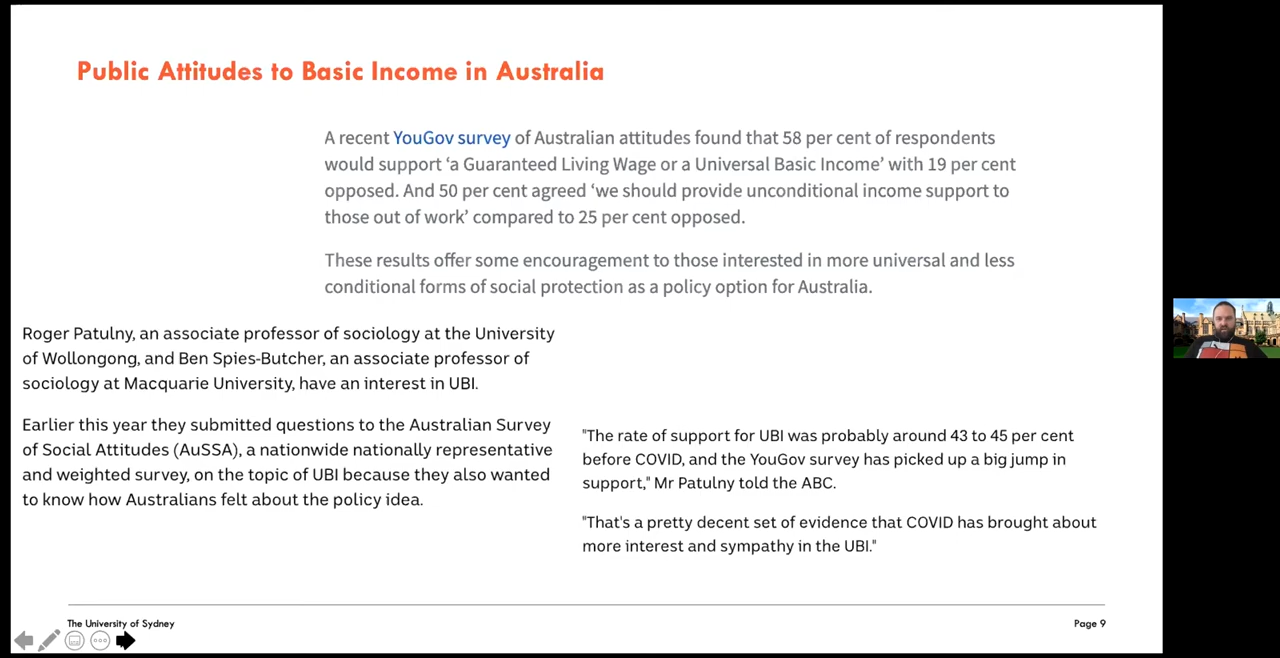 Public Attitudes to Basic Income in Australia
A recent YouGov survey of Australian attitudes found that 58 per cent of respondents
would support ‘a Guaranteed Living Wage or a Universal Basic Income’ with 19 per cent
opposed. And 50 per cent agreed ‘we should provide unconditional income support to
those out of work’ compared to 25 per cent opposed.
These results offer some encouragement to those interested in more universal and less
conditional forms of social protection as a policy option for Australia.
Roger Patulny, an associate professor of sociology at the University
of Wollongong, and Ben Spies-Butcher, an associate professor of
sociology at Macquarie University, have an interest in UBI.
Earlier this year they submitted questions to the Australian Survey
of Social Attitudes (AuSSA), a nationwide nationally representative
and weighted survey, on the topic of UBI because they also wanted
to know how Australians felt about the policy idea.
"The rate of support for UBI was probably around 43 to 45 per cent
before COVID, and the YouGov survey has picked up a big jump in
support," Mr Patulny told the ABC.
"That's a pretty decent set of evidence that COVID has brought about
more interest and sympathy in the UBI."
The University of Sydney
Page 9